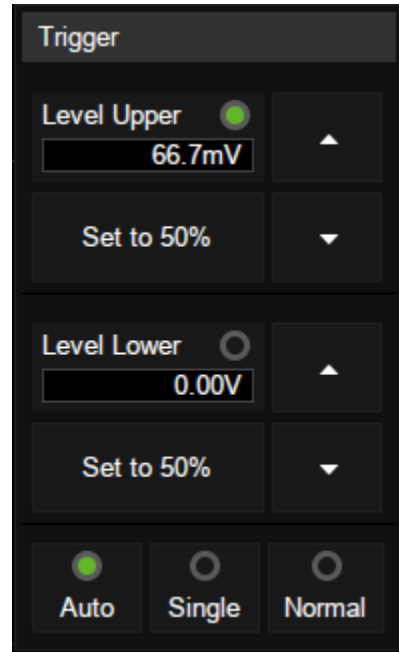 Trigger
Level Upper
66.7mV
Set to 50%
Level Lower
0.00V
Set to 50%
Auto Single Normal